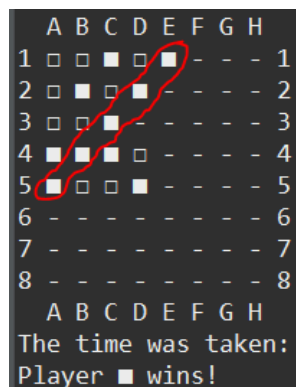 A B C D E F G H
1 □ □ ■ □ ■ - - - 1
2 □ ■ □ ■ - - - - 2
3 □ □ ■ - - - - - 3
4 ■ ■ ■ □ - - - - 4
5 ■ □ □ ■ - - - - 5
6 - - - - - - - - 6
7 - - - - - - - - 7
8 - - - - - - - - 8
A B C D E F G H
The time was taken:
Player ■ wins!